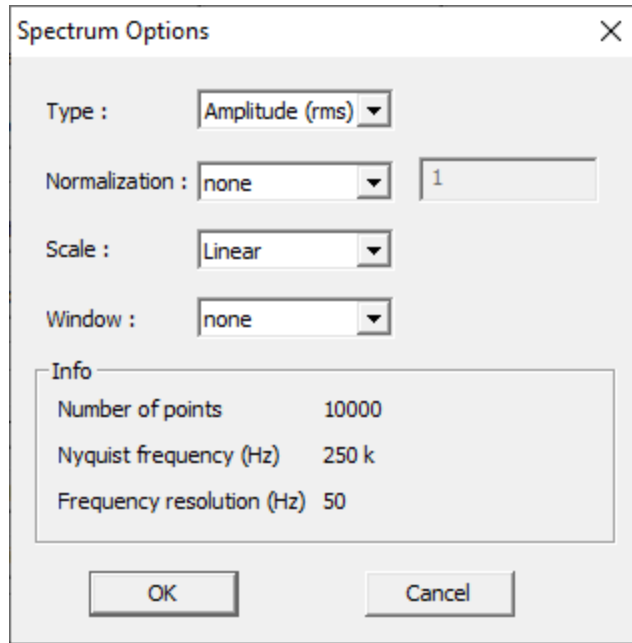 Spectrum Options
Type : Amplitude (rms)
Normalization : none 1
Scale : Linear
Window : none
Info
Number of points 10000
Nyquist frequency (Hz) 250 k
Frequency resolution (Hz) 50
OK Cancel